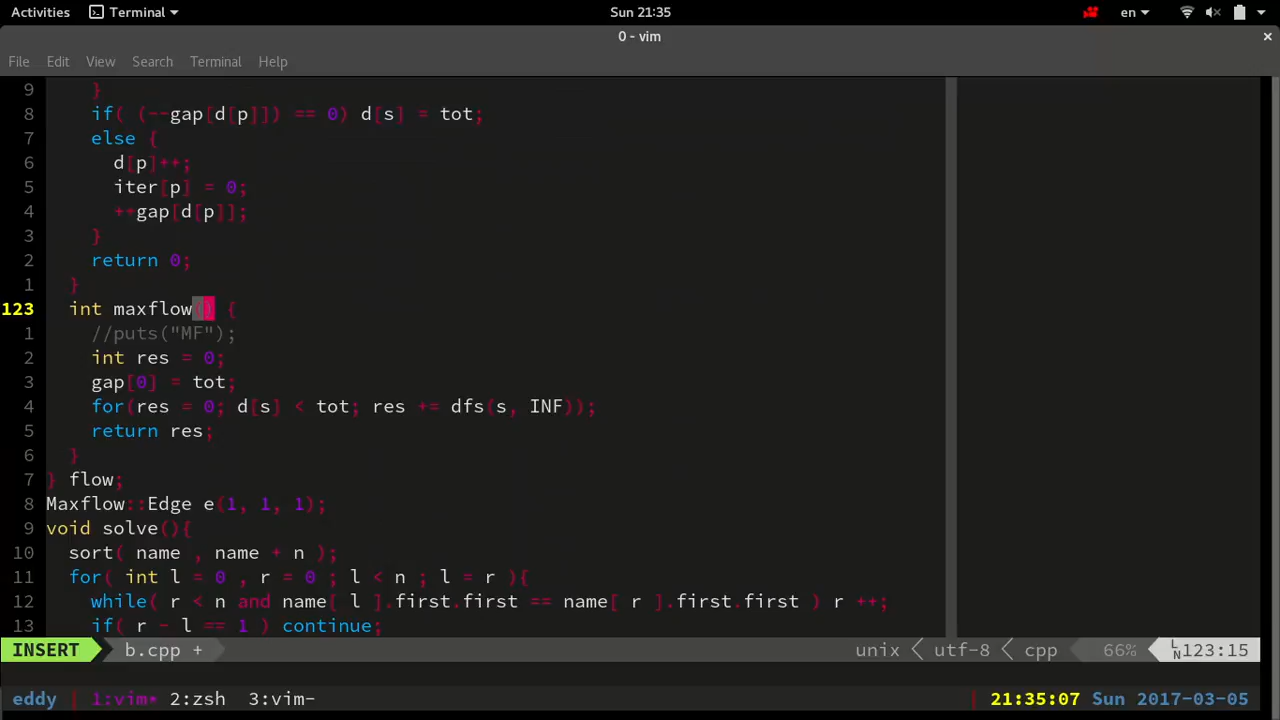 Activities Terminal Sun 21:35 en
0 - vim ×
File Edit View Search Terminal Help
9 }
8 if( (--gap[d[p]]) == 0) d[s] = tot;
7 else {
6 d[p]++;
5 iter[p] = 0;
4 ++gap[d[p]];
3 }
2 return 0;
1 }
123 int maxflow() {
1 //puts("MF");
2 int res = 0;
3 gap[0] = tot;
4 for(res = 0; d[s] < tot; res += dfs(s, INF));
5 return res;
6 }
7 } flow;
8 Maxflow::Edge e(1, 1, 1);
9 void solve(){
10 sort( name , name + n );
11 for( int l = 0 , r = 0 ; l < n ; l = r ){
12 while( r < n and name[ l ].first.first == name[ r ].first.first ) r ++;
13 if( r - l == 1 ) continue;
INSERT b.cpp + unix utf-8 cpp 66% LN 123:15
eddy 1:vim* 2:zsh 3:vim- 21:35:07 Sun 2017-03-05